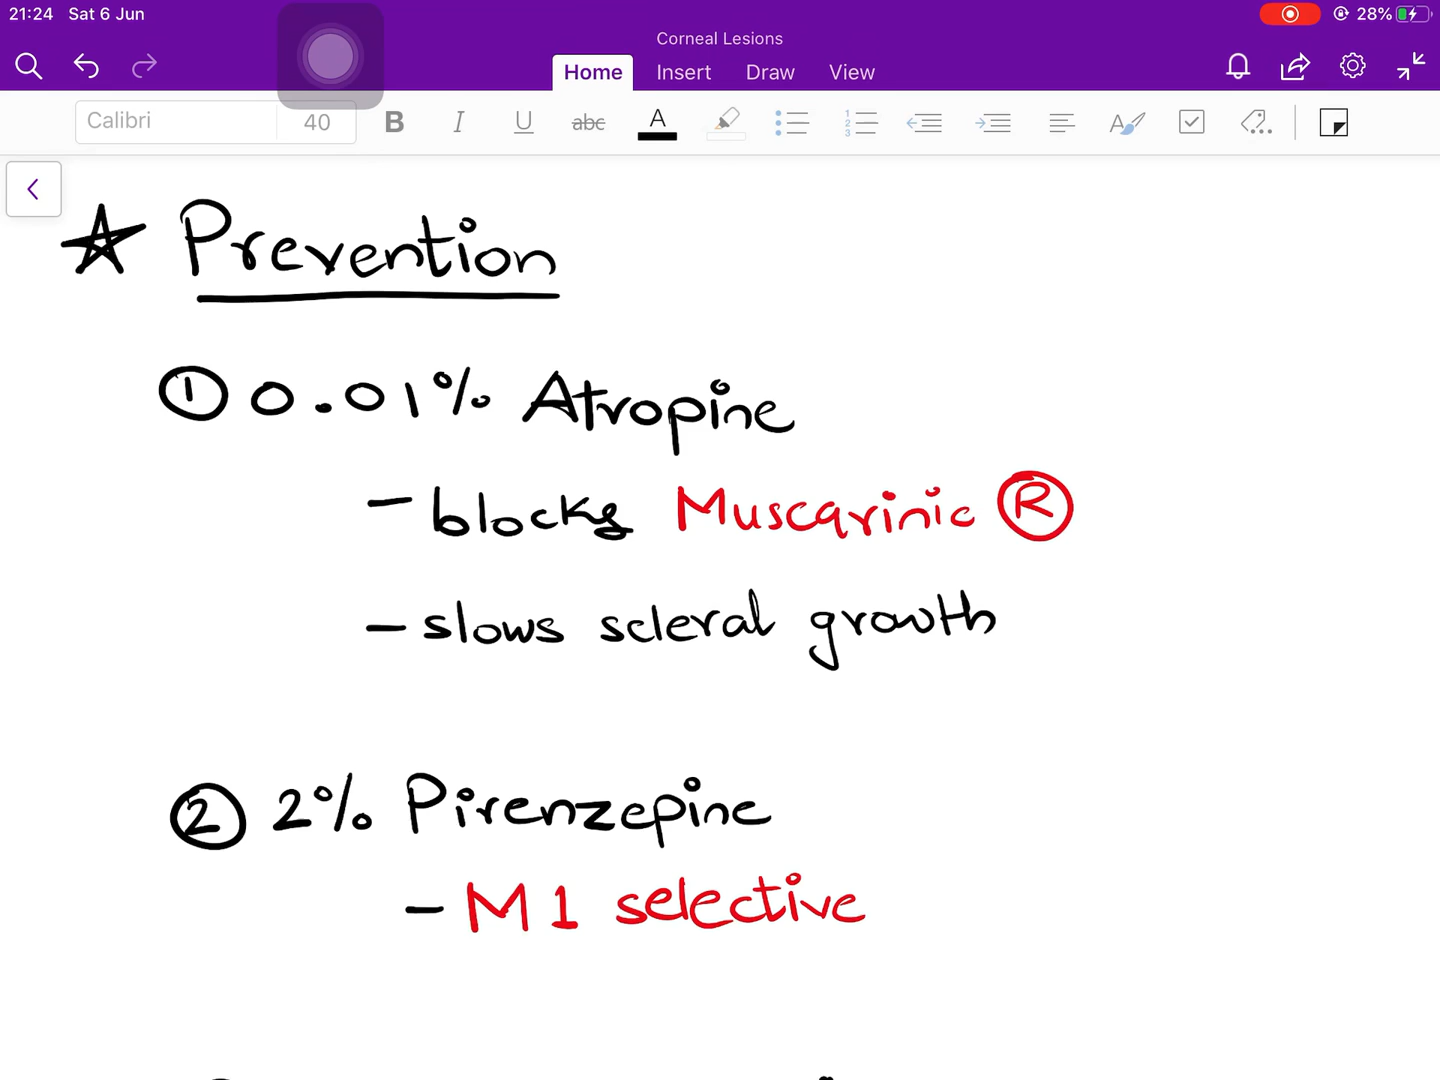 21:24 Sat 6 Jun 28%
Corneal Lesions
Home Insert Draw View
Calibri 40 B I U abc A
Prevention
① 0.01% Atropine
- blocks Muscarinic Ⓡ
- slows scleral growth
② 2% Pirenzepine
- M1 selective